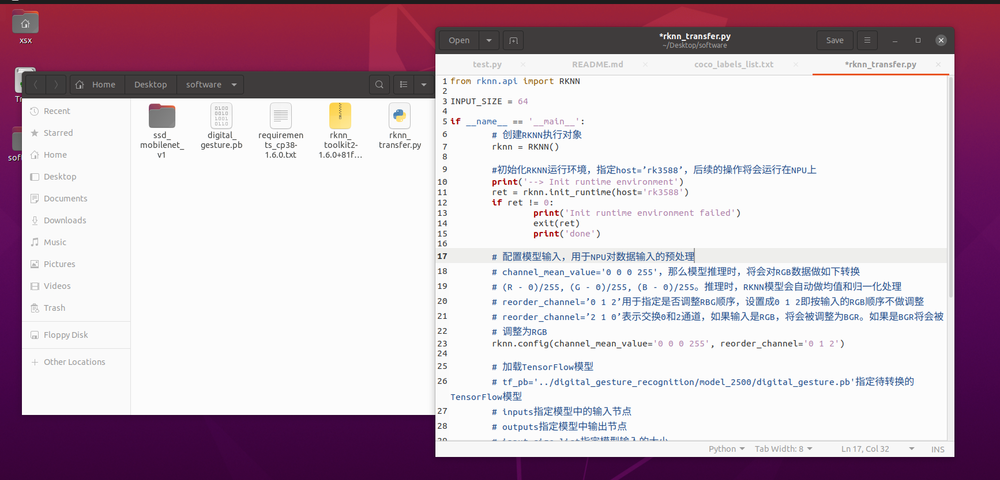 xsx
Home
Desktop
software
Recent
Starred
Home
Desktop
Documents
Downloads
Music
Pictures
Videos
Trash
Floppy Disk
Other Locations
ssd_
mobilenet_
v1
digital_
gesture.pb
requiremen
ts_cp38-
1.6.0.txt
rknn_
toolkit2-
1.6.0+81f…
rknn_
transfer.py
Open
*rknn_transfer.py
~/Desktop/software
Save
test.py
README.md
coco_labels_list.txt
*rknn_transfer.py
1 from rknn.api import RKNN
2
3 INPUT_SIZE = 64
4
5 if __name__ == '__main__':
6 # 创建RKNN执行对象
7 rknn = RKNN()
8
9 #初始化RKNN运行环境，指定host=’rk3588’，后续的操作将会运行在NPU上
10 print('--> Init runtime environment')
11 ret = rknn.init_runtime(host='rk3588')
12 if ret != 0:
13 print('Init runtime environment failed')
14 exit(ret)
15 print('done')
16
17 # 配置模型输入，用于NPU对数据输入的预处理
18 # channel_mean_value='0 0 0 255'，那么模型推理时，将会对RGB数据做如下转换
19 # (R - 0)/255, (G - 0)/255, (B - 0)/255。推理时，RKNN模型会自动做均值和归一化处理
20 # reorder_channel=’0 1 2’用于指定是否调整RBG顺序，设置成0 1 2即按输入的RGB顺序不做调整
21 # reorder_channel=’2 1 0’表示交换0和2通道，如果输入是RGB，将会被调整为BGR。如果是BGR将会被
22 # 调整为RGB
23 rknn.config(channel_mean_value='0 0 0 255', reorder_channel='0 1 2')
24
25 # 加载TensorFlow模型
26 # tf_pb='../digital_gesture_recognition/model_2500/digital_gesture.pb'指定待转换的
TensorFlow模型
27 # inputs指定模型中的输入节点
28 # outputs指定模型中输出节点
Python
Tab Width: 8
Ln 17, Col 32
INS